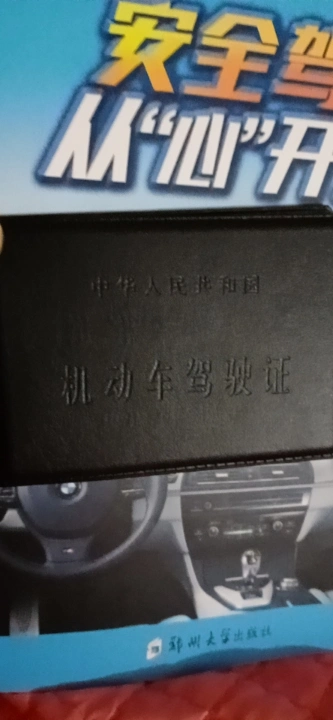 安全驾
从“心”开
中华人民共和国
机动车驾驶证
郑州大学出版社